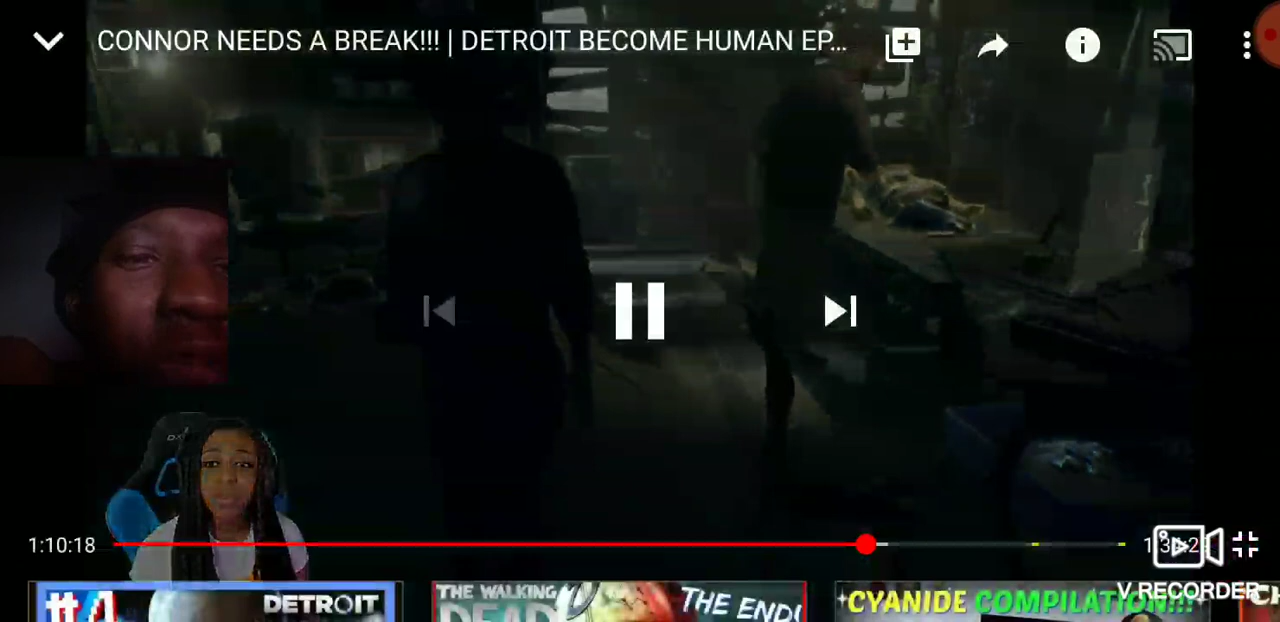 CONNOR NEEDS A BREAK!!! | DETROIT BECOME HUMAN EP...
1:10:18
V RECORDER
#4
DETROIT
THE WALKING
DEAD
THE END!
CYANIDE COMPILATION!!!